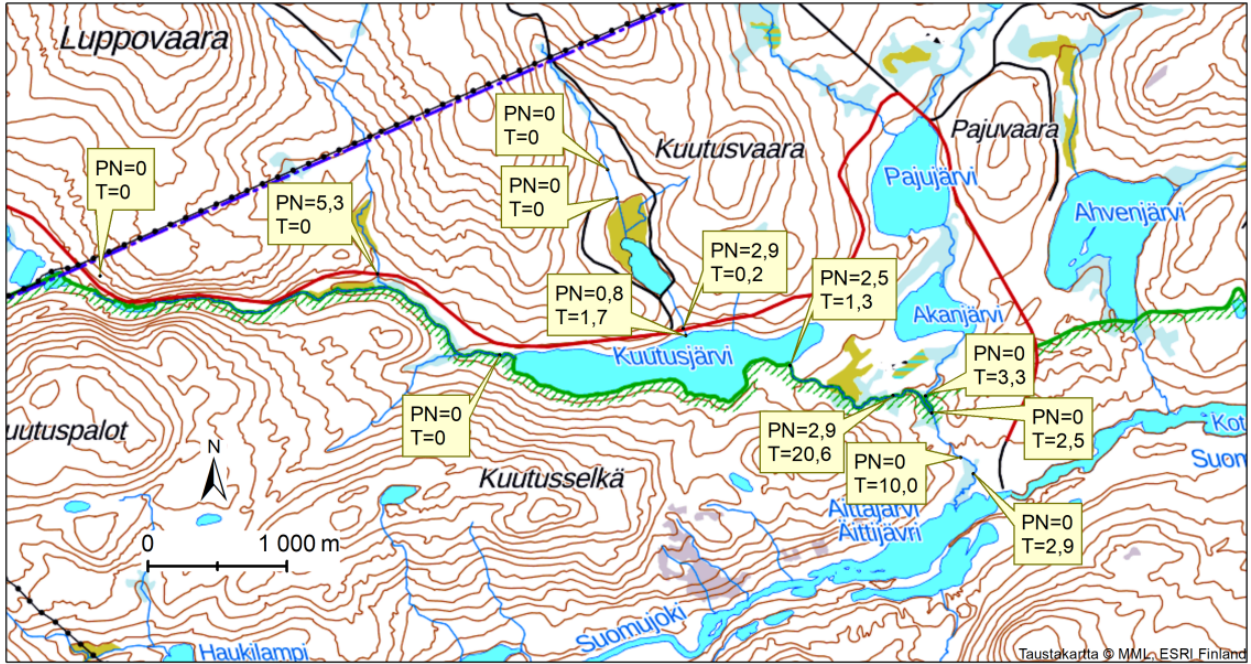 Luppovaara
PN=0
T=0
PN=0
T=0
Kuutusvaara
Pajuvaara
PN=0
T=0
PN=5,3
T=0
Pajujärvi
Ahvenjärvi
PN=2,9
T=0,2
PN=2,5
T=1,3
PN=0,8
T=1,7
Akanjärvi
Kuutusjärvi
PN=0
T=3,3
PN=0
T=0
PN=0
T=2,5
uutuspalot
N
PN=2,9
T=20,6
Kot
PN=0
T=10,0
Suom
Kuutusselkä
Aittajärvi
Äittijävri
PN=0
T=2,9
0 1 000 m
Suomujoki
Haukilampi
Taustakartta © MML, ESRI Finland